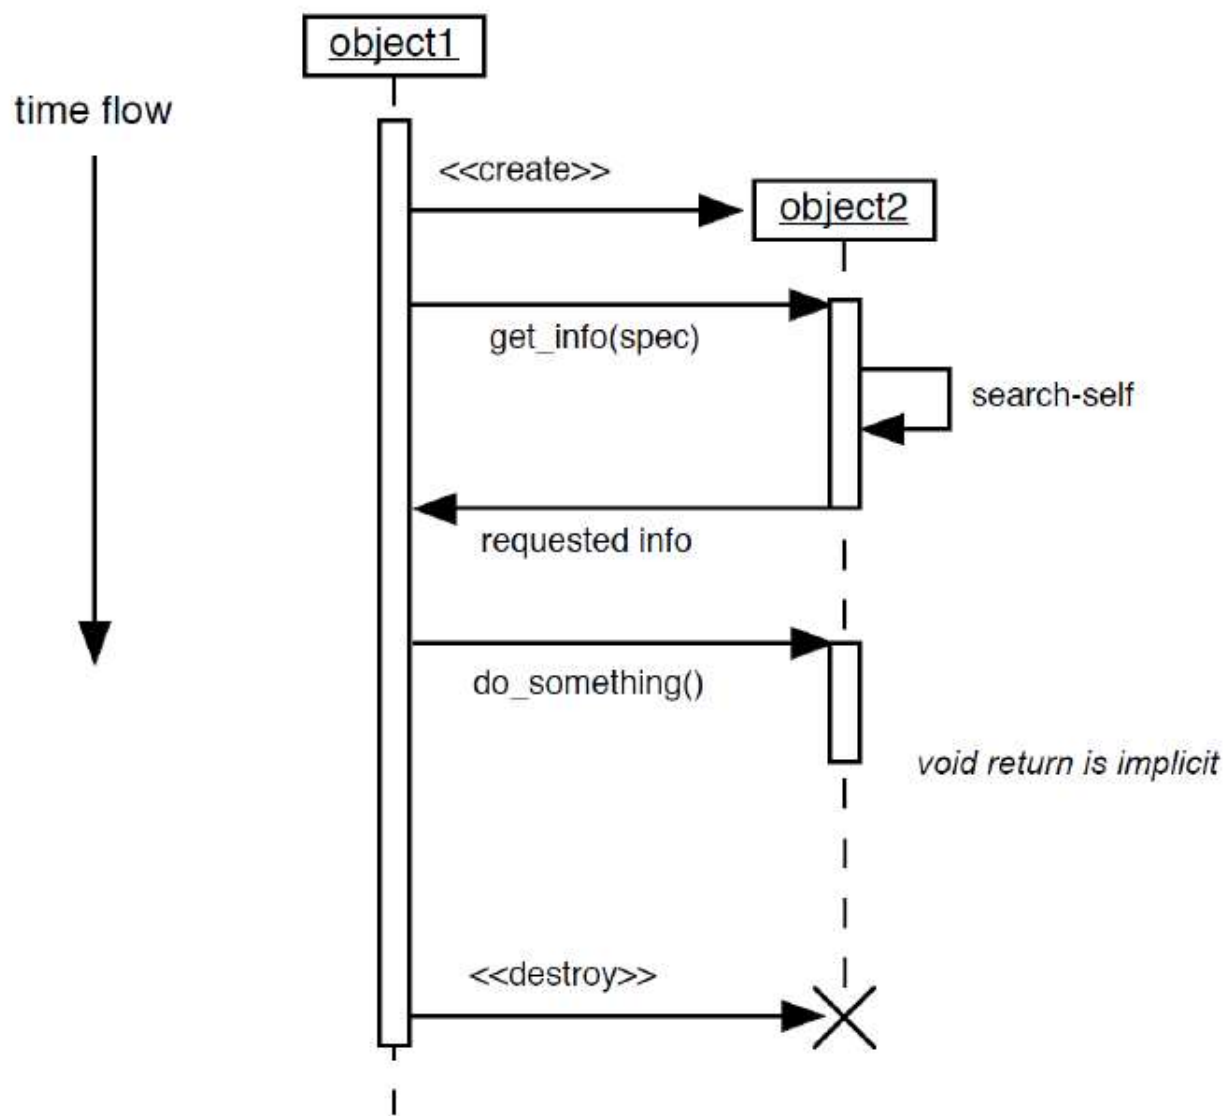 object1
time flow
<<create>>
object2
get_info(spec)
search-self
requested info
do_something()
void return is implicit
<<destroy>>